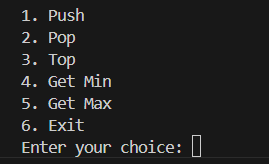 1. Push
2. Pop
3. Top
4. Get Min
5. Get Max
6. Exit
Enter your choice: